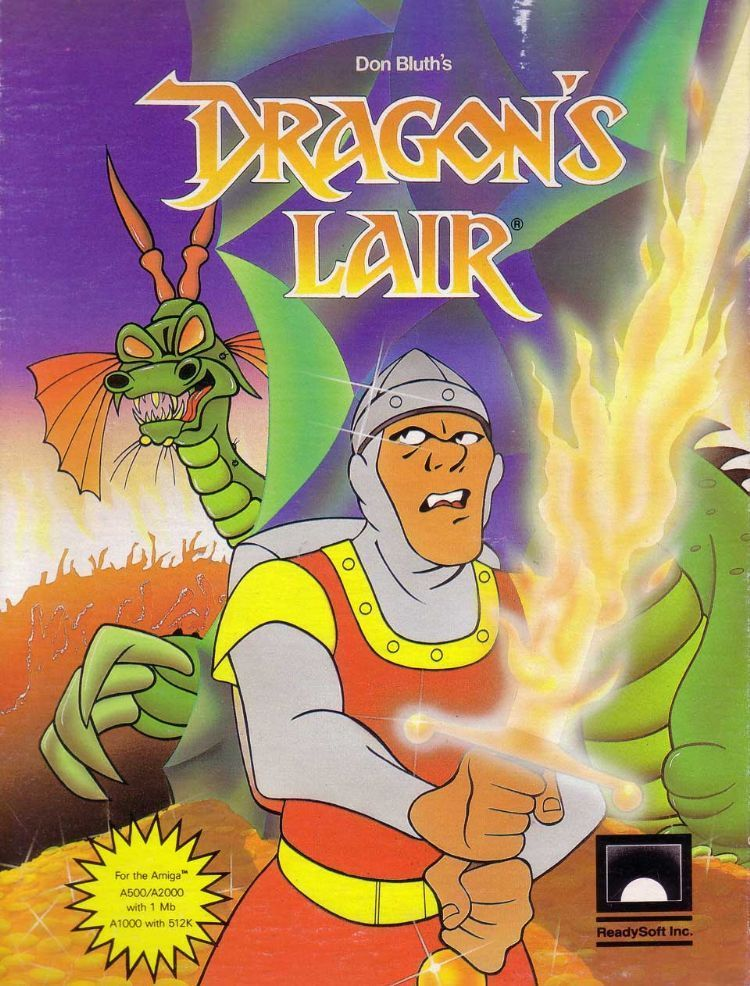 Don Bluth's
DRAGON'S
LAIR®
For the Amiga™
A500/A2000
with 1 Mb
A1000 with 512K
ReadySoft Inc.